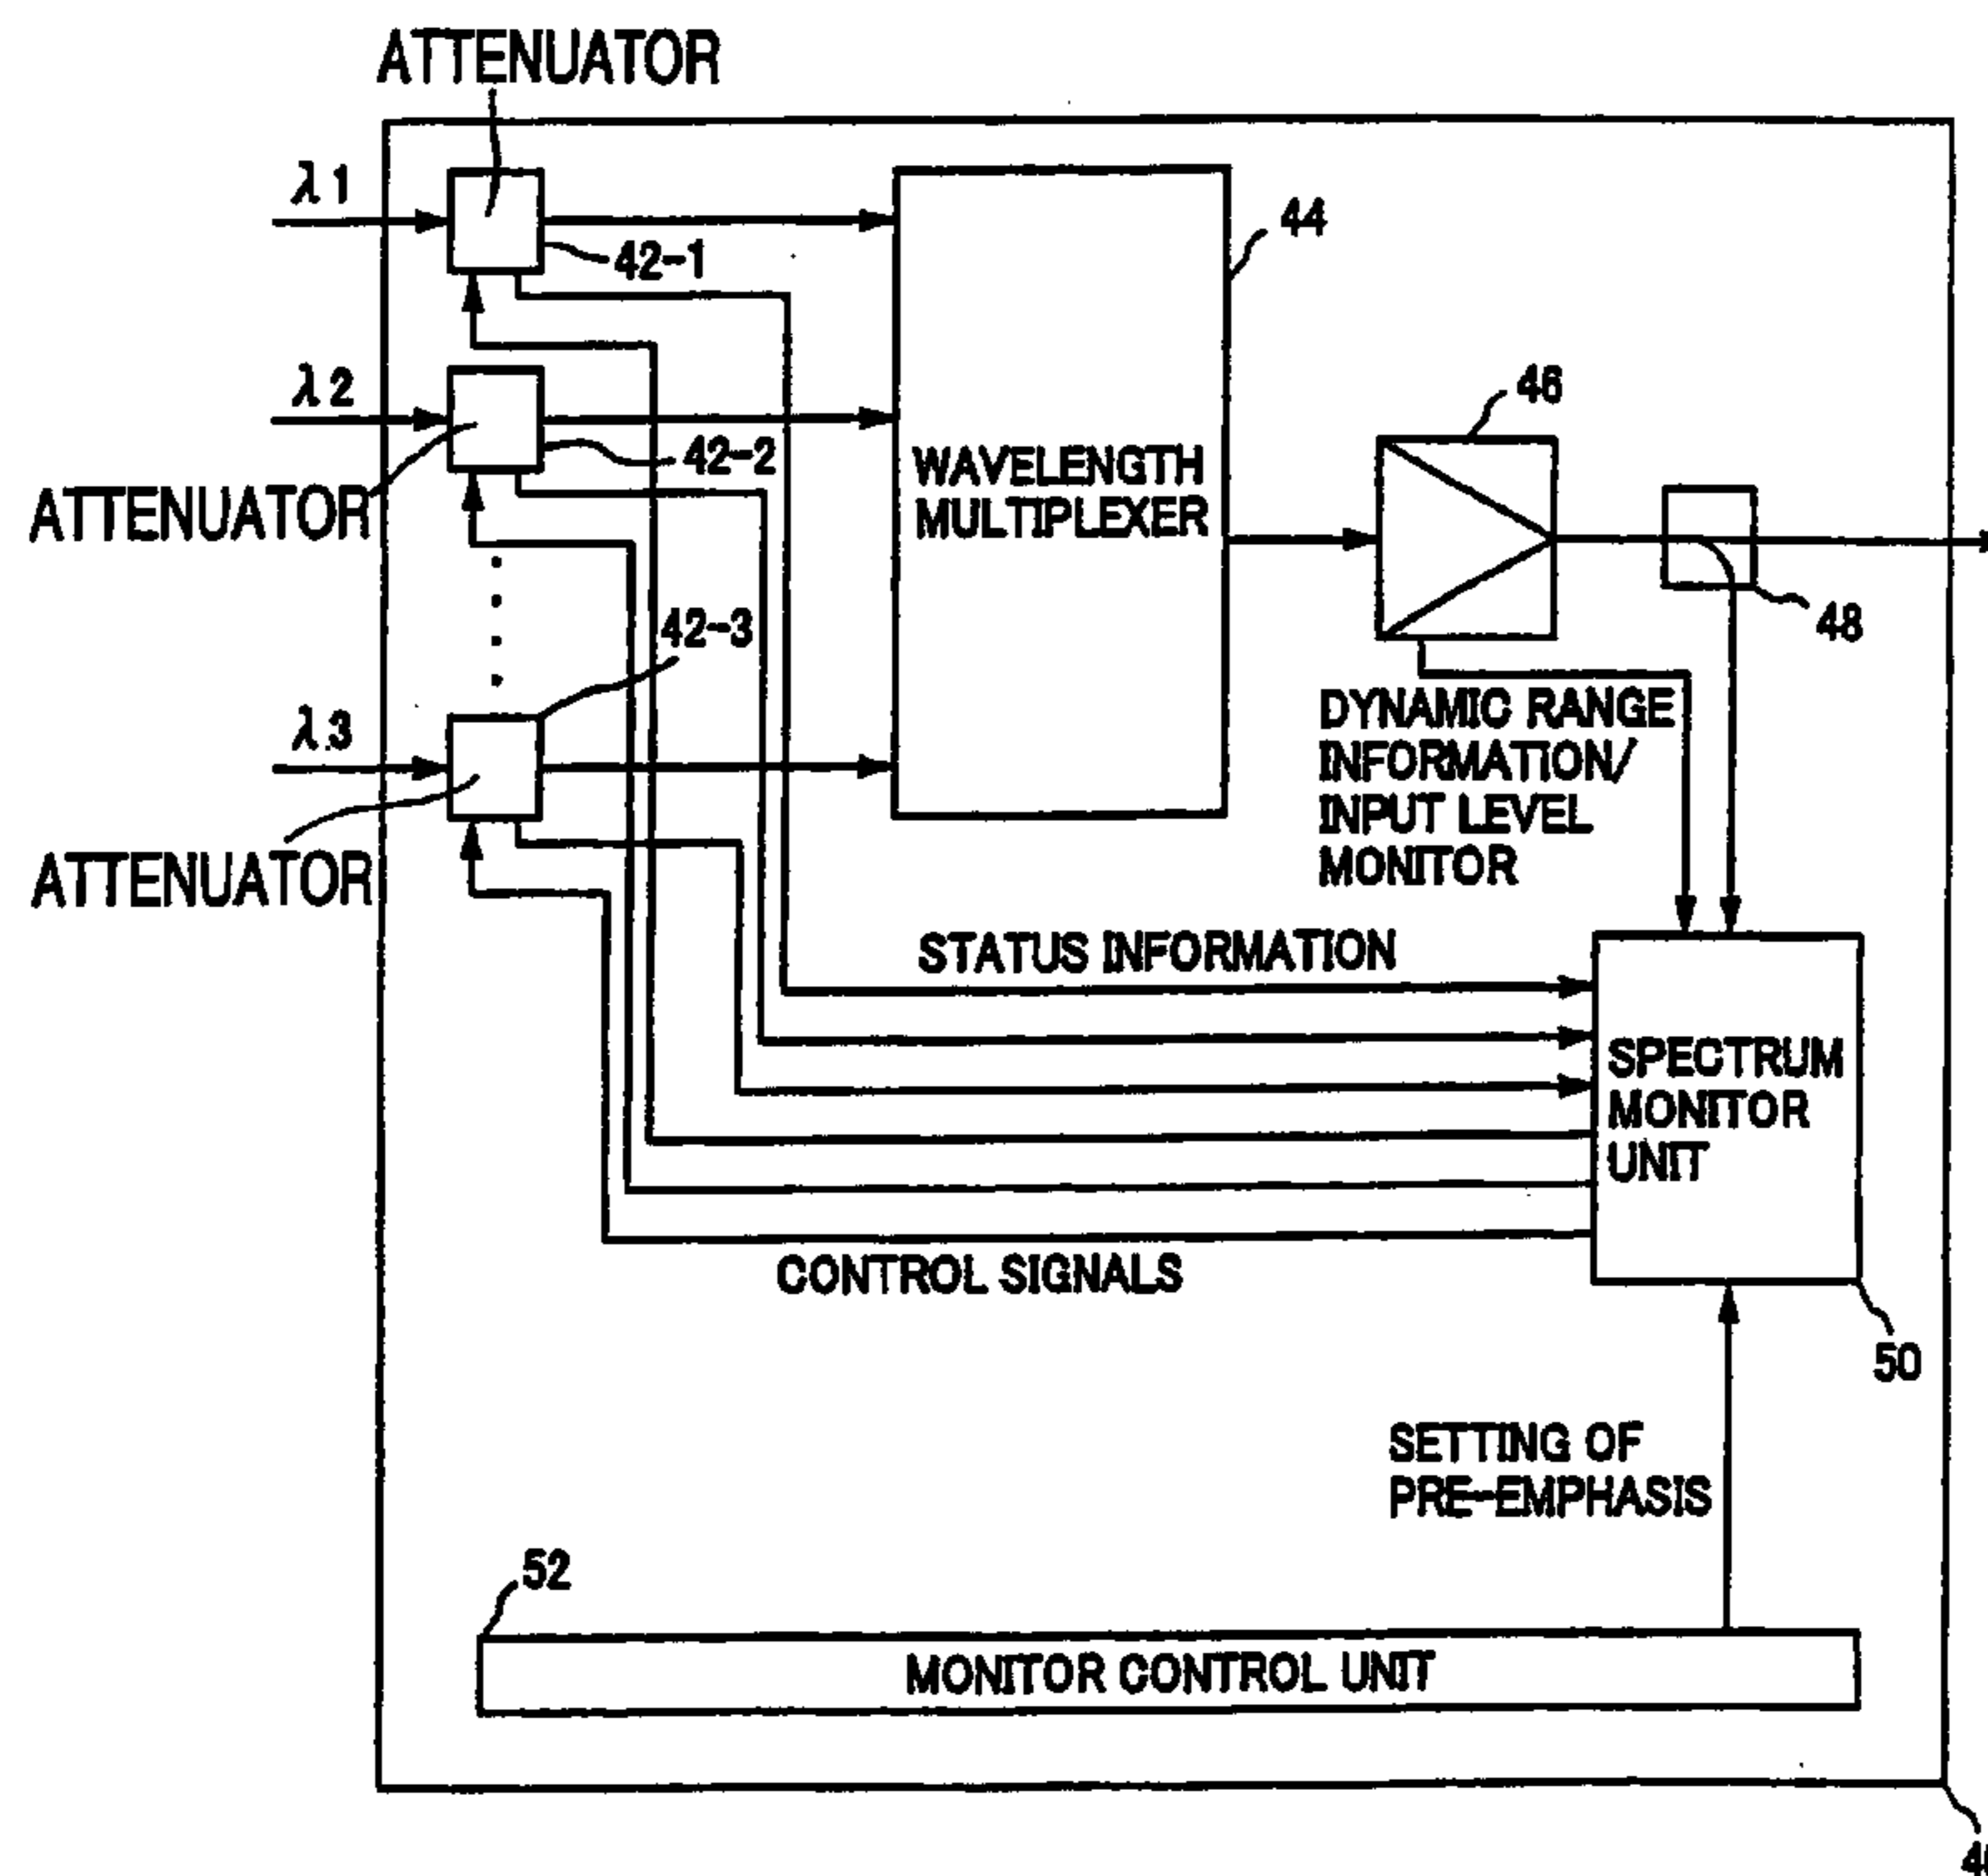 ATTENUATOR
λ1
44
42-1
λ2
46
42-2
WAVELENGTH
MULTIPLEXER
ATTENUATOR
48
42-3
λ3
DYNAMIC RANGE
INFORMATION/
INPUT LEVEL
MONITOR
ATTENUATOR
STATUS INFORMATION
SPECTRUM
MONITOR
UNIT
CONTROL SIGNALS
50
SETTING OF
PRE-EMPHASIS
52
MONITOR CONTROL UNIT